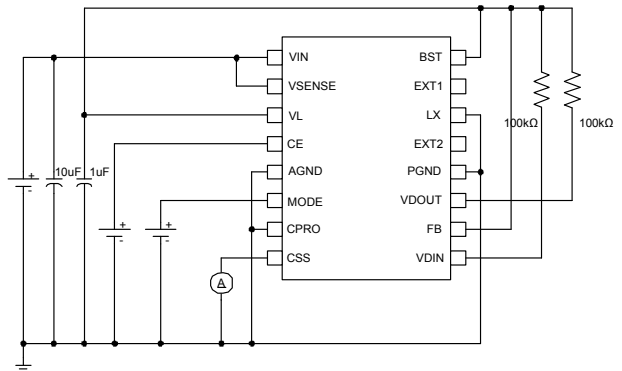 VIN BST
VSENSE EXT1
VL LX
100kΩ 100kΩ
CE EXT2
+ 10uF 1uF AGND PGND
-
+ + MODE VDOUT
- -
CPRO FB
CSS VDIN
A